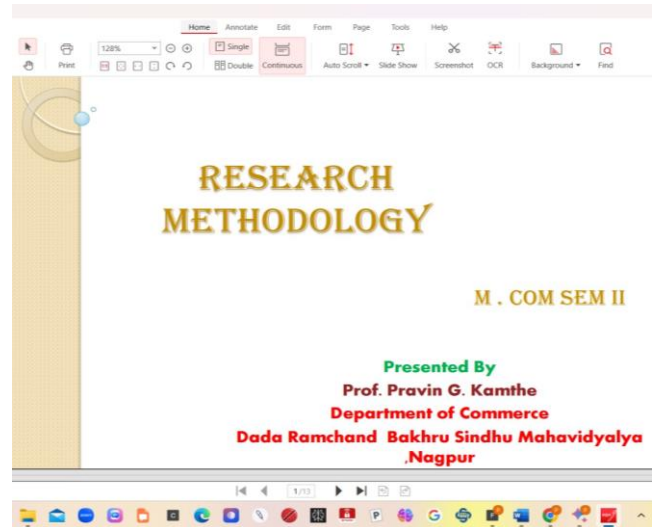 Home Annotate Edit Form Page Tools Help
128% Single
Print Double Continuous Auto Scroll Slide Show Screenshot OCR Background Find
RESEARCH
METHODOLOGY
M . COM SEM II
Presented By
Prof. Pravin G. Kamthe
Department of Commerce
Dada Ramchand Bakhru Sindhu Mahavidyalya
,Nagpur
1/13